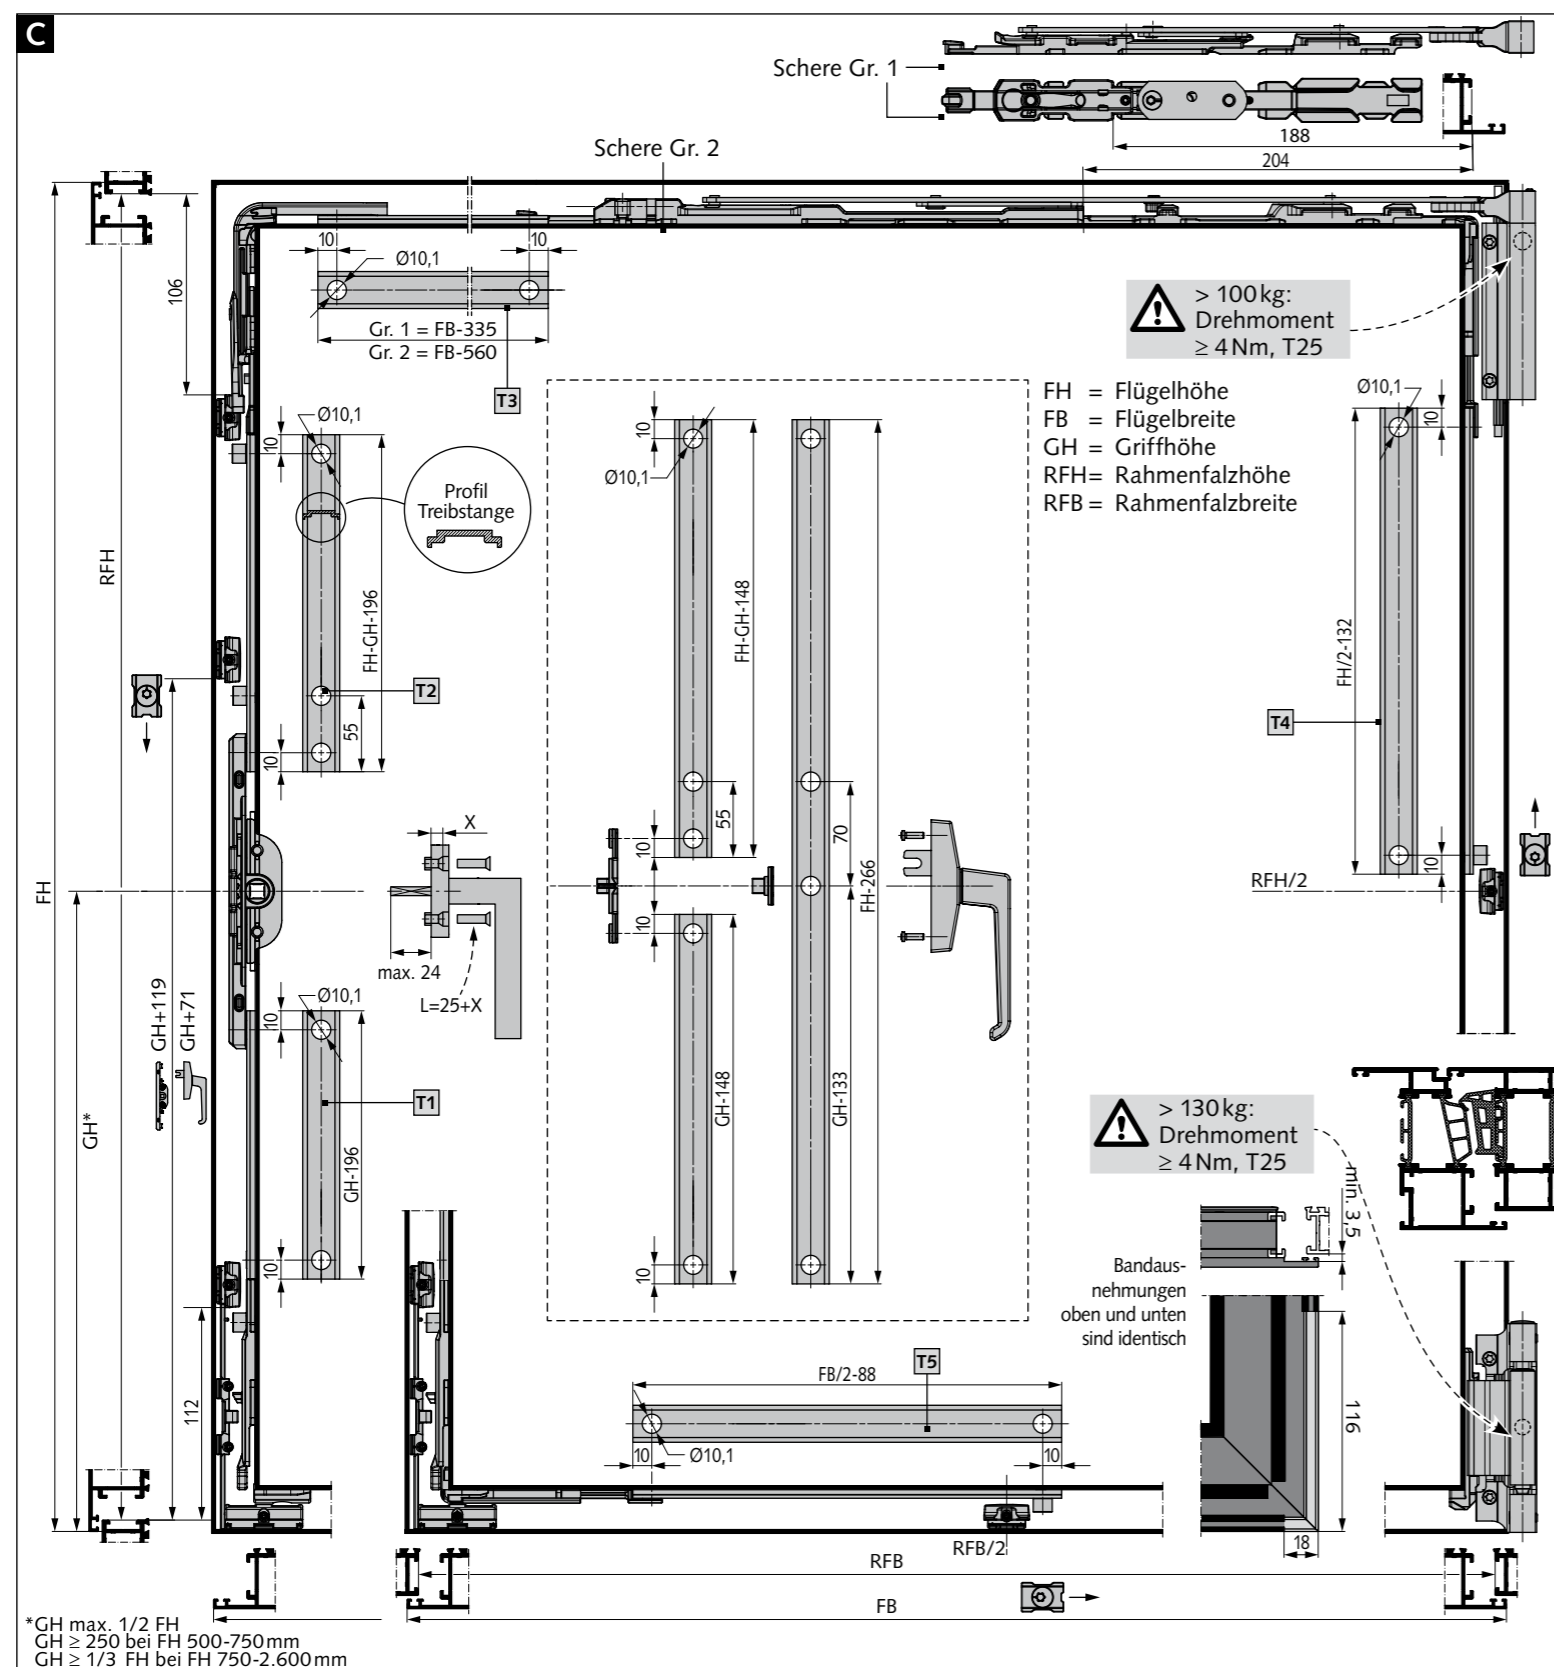 C
Schere Gr. 1
188
204
Schere Gr. 2
10
10
Ø10,1
Gr. 1 = FB-335
Gr. 2 = FB-560
T3
106
> 100 kg:
Drehmoment
≥ 4 Nm, T25
FH = Flügelhöhe
FB = Flügelbreite
GH = Griffhöhe
RFH= Rahmenfalzhöhe
RFB = Rahmenfalzbreite
Ø10,1
10
Profil
Treibstange
FH-GH-196
T2
55
10
10
Ø10,1
FH-GH-148
55
10
10
70
FH-266
GH-148
GH-133
10
Ø10,1
10
FH/2-132
T4
10
RFH/2
FH
RFH
X
max. 24
L=25+X
GH+119
GH+71
GH*
Ø10,1
10
T1
GH-196
10
112
> 130 kg:
Drehmoment
≥ 4 Nm, T25
min. 3,5
Bandaus-
nehmungen
oben und unten
sind identisch
116
18
FB/2-88
T5
10
Ø10,1
10
RFB/2
RFB
FB
*GH max. 1/2 FH
GH ≥ 250 bei FH 500-750 mm
GH ≥ 1/3 FH bei FH 750-2.600 mm